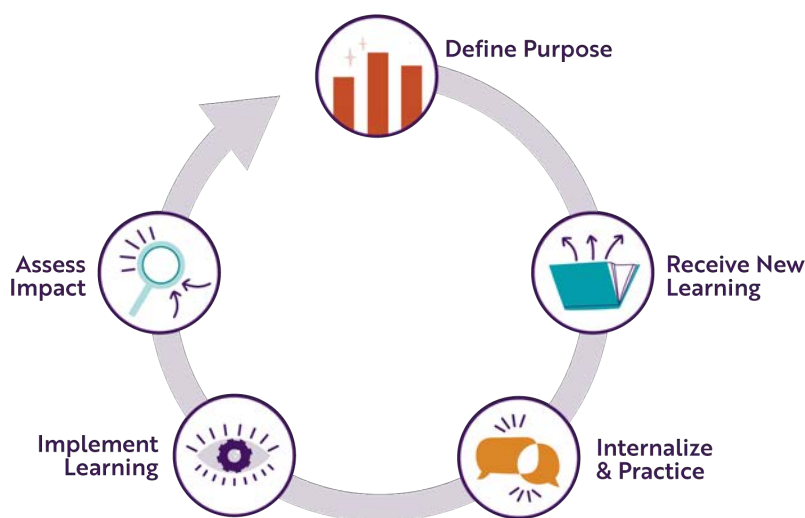 Define Purpose
Receive New
Learning
Internalize
& Practice
Implement
Learning
Assess
Impact